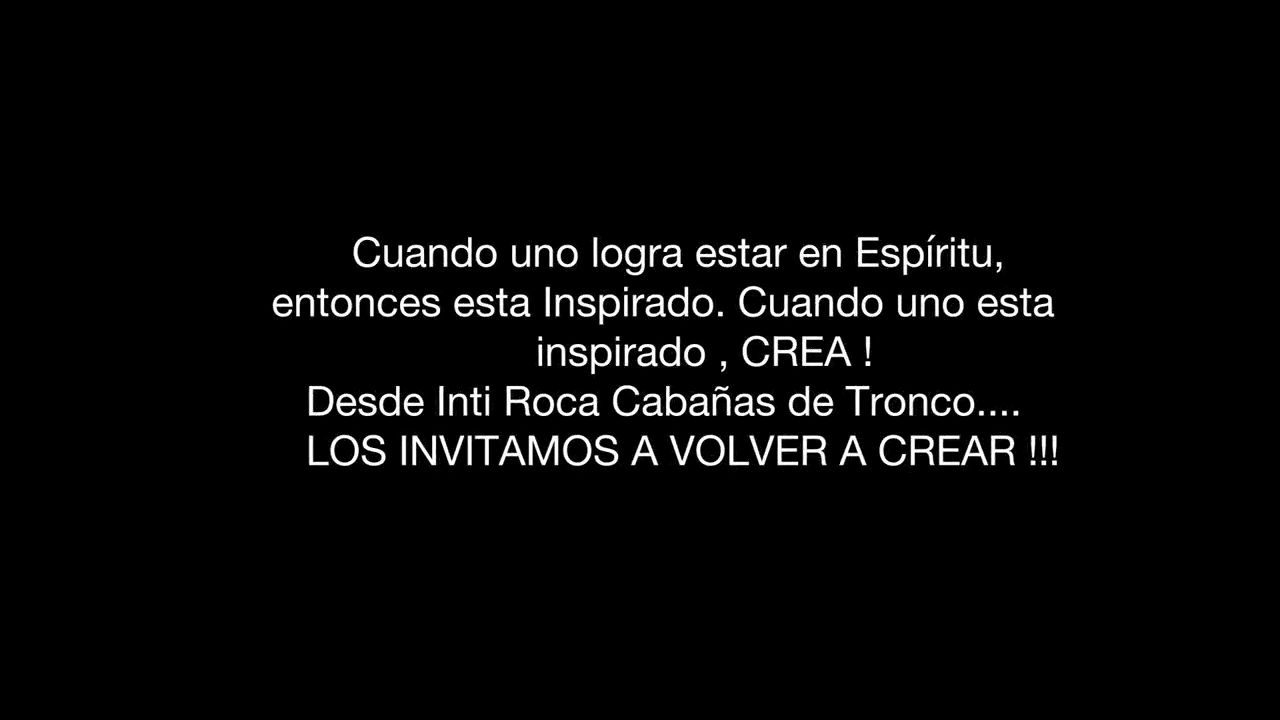 Cuando uno logra estar en Espíritu,
entonces esta Inspirado. Cuando uno esta
inspirado , CREA !
Desde Inti Roca Cabañas de Tronco....
LOS INVITAMOS A VOLVER A CREAR !!!